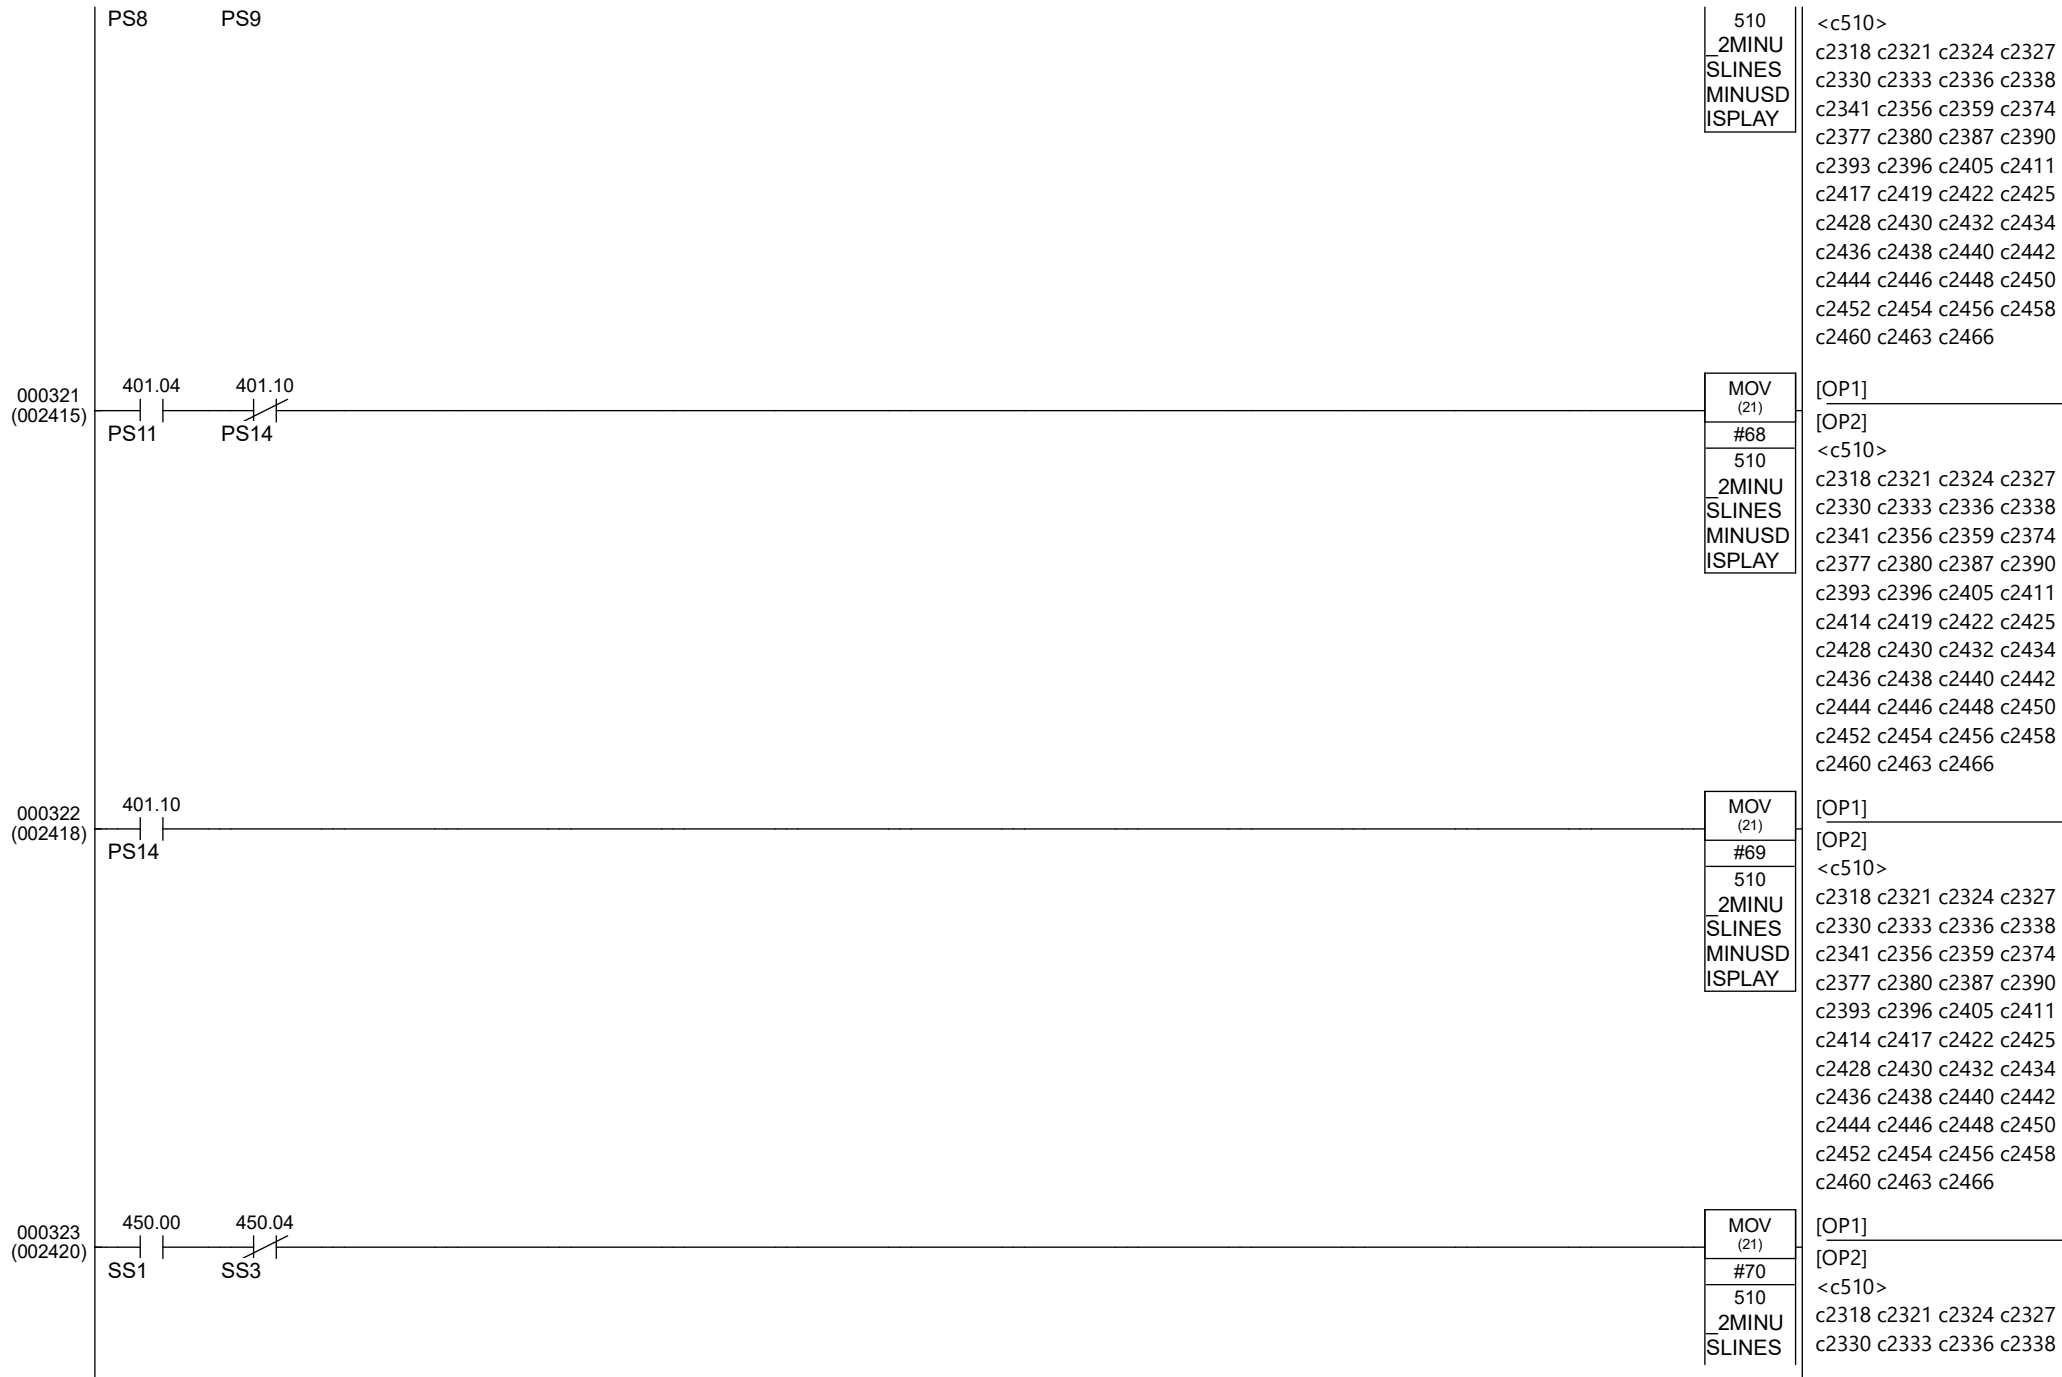 PS8 PS9
510
_2MINU
SLINES
MINUSD
ISPLAY
<c510>
c2318 c2321 c2324 c2327
c2330 c2333 c2336 c2338
c2341 c2356 c2359 c2374
c2377 c2380 c2387 c2390
c2393 c2396 c2405 c2411
c2417 c2419 c2422 c2425
c2428 c2430 c2432 c2434
c2436 c2438 c2440 c2442
c2444 c2446 c2448 c2450
c2452 c2454 c2456 c2458
c2460 c2463 c2466
000321
(002415)
401.04 401.10
PS11 PS14
MOV
(21)
#68
510
_2MINU
SLINES
MINUSD
ISPLAY
[OP1]
[OP2]
<c510>
c2318 c2321 c2324 c2327
c2330 c2333 c2336 c2338
c2341 c2356 c2359 c2374
c2377 c2380 c2387 c2390
c2393 c2396 c2405 c2411
c2414 c2419 c2422 c2425
c2428 c2430 c2432 c2434
c2436 c2438 c2440 c2442
c2444 c2446 c2448 c2450
c2452 c2454 c2456 c2458
c2460 c2463 c2466
000322
(002418)
401.10
PS14
MOV
(21)
#69
510
_2MINU
SLINES
MINUSD
ISPLAY
[OP1]
[OP2]
<c510>
c2318 c2321 c2324 c2327
c2330 c2333 c2336 c2338
c2341 c2356 c2359 c2374
c2377 c2380 c2387 c2390
c2393 c2396 c2405 c2411
c2414 c2417 c2422 c2425
c2428 c2430 c2432 c2434
c2436 c2438 c2440 c2442
c2444 c2446 c2448 c2450
c2452 c2454 c2456 c2458
c2460 c2463 c2466
000323
(002420)
450.00 450.04
SS1 SS3
MOV
(21)
#70
510
_2MINU
SLINES
[OP1]
[OP2]
<c510>
c2318 c2321 c2324 c2327
c2330 c2333 c2336 c2338